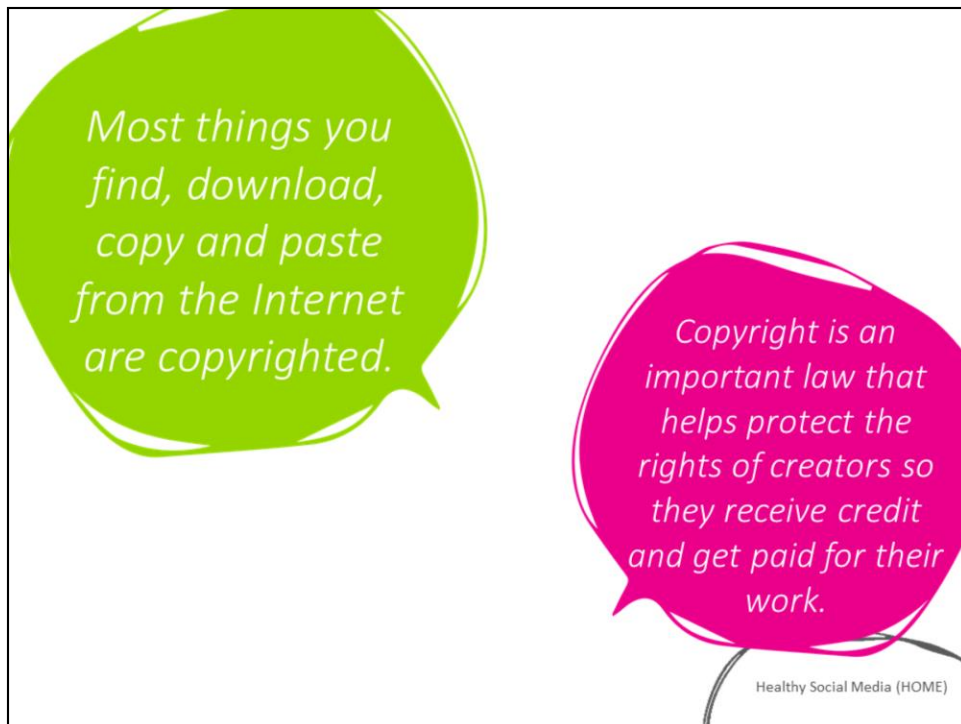 Most things you
find, download,
copy and paste
from the Internet
are copyrighted.
Copyright is an
important law that
helps protect the
rights of creators so
they receive credit
and get paid for their
work.
Healthy Social Media (HOME)